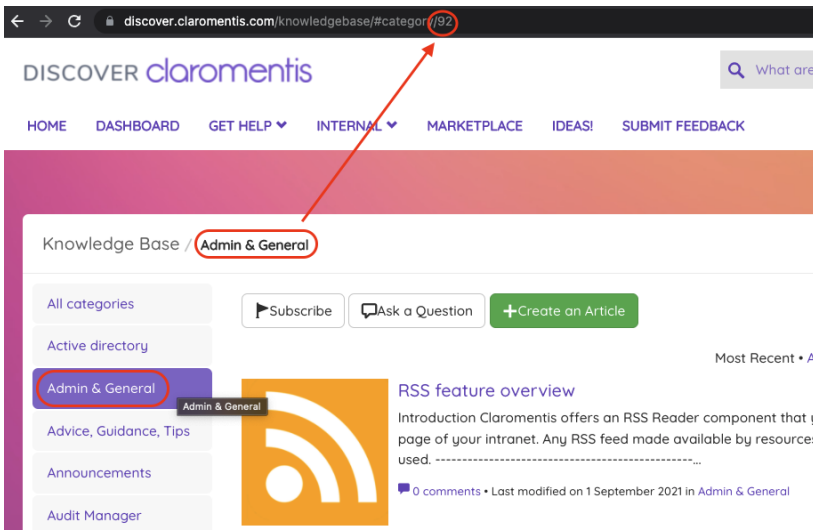 discover.claromentis.com/knowledgebase/#category/92
DISCOVER claromentis
What are
HOME DASHBOARD GET HELP INTERNAL MARKETPLACE IDEAS! SUBMIT FEEDBACK
Knowledge Base / Admin & General
All categories
Active directory
Admin & General
Admin & General
Advice, Guidance, Tips
Announcements
Audit Manager
Subscribe Ask a Question +Create an Article
Most Recent •
RSS feature overview
Introduction Claromentis offers an RSS Reader component that
page of your intranet. Any RSS feed made available by resources
used. -----------------------------------------------...
0 comments • Last modified on 1 September 2021 in Admin & General